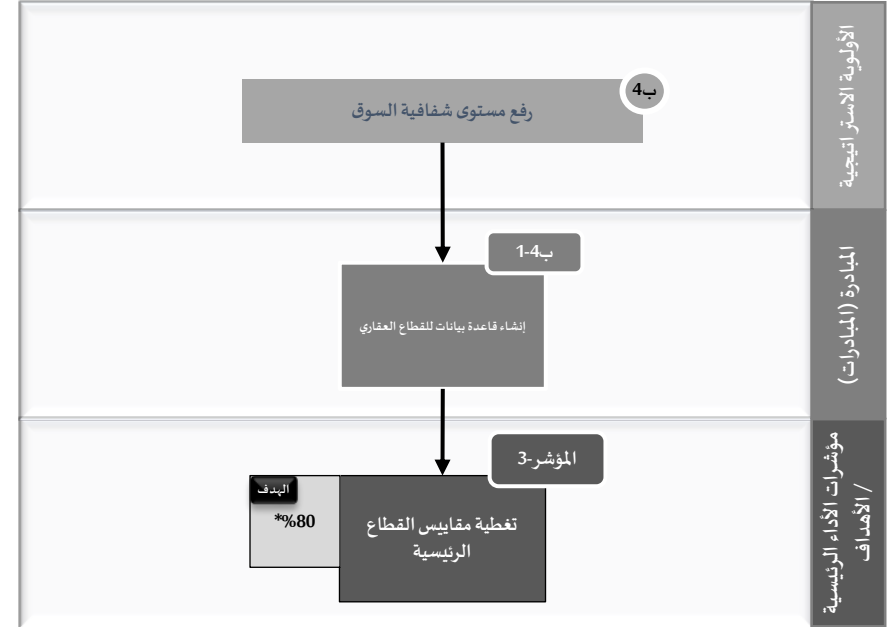 الأولوية الاستراتيجية
ب4
رفع مستوى شفافية السوق
المبادرة (المبادرات)
ب4-1
إنشاء قاعدة بيانات للقطاع العقاري
مؤشرات الأداء الرئيسية
/ الأهداف
المؤشر-3
تغطية مقاييس القطاع
الرئيسية
الهدف
80%*